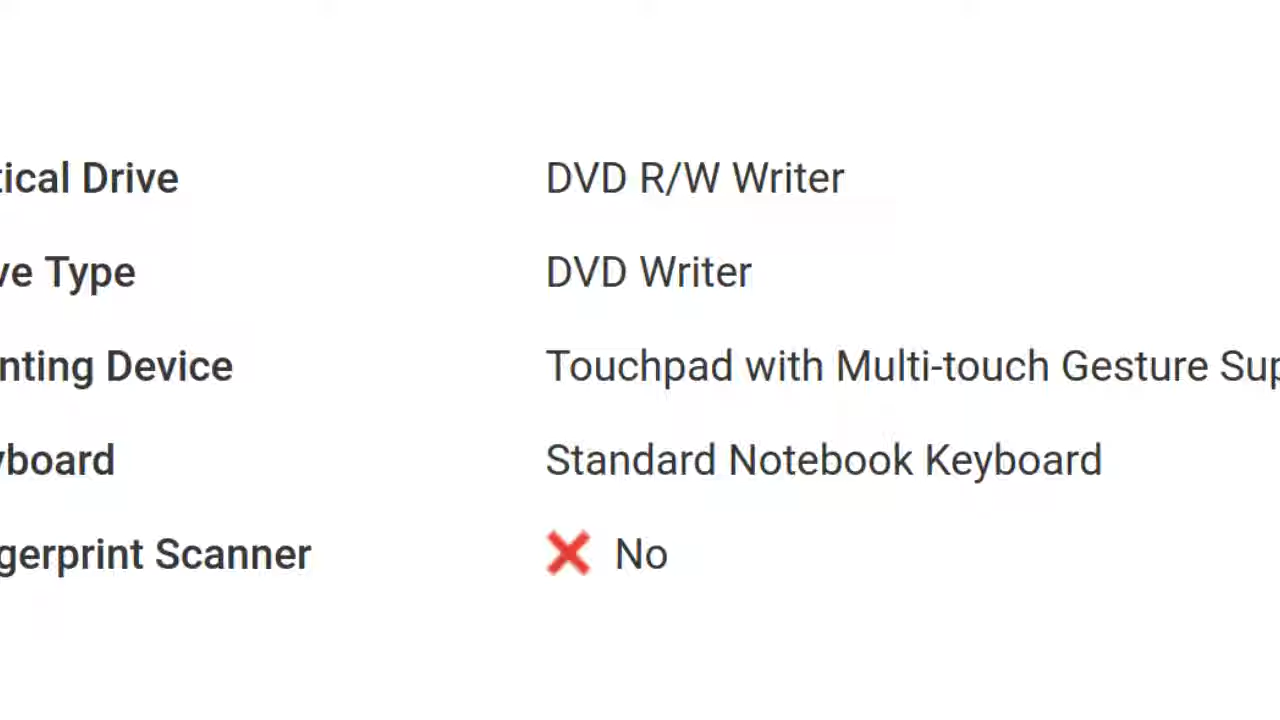 tical Drive DVD R/W Writer
ve Type DVD Writer
nting Device Touchpad with Multi-touch Gesture Sup
yboard Standard Notebook Keyboard
gerprint Scanner ❌ No